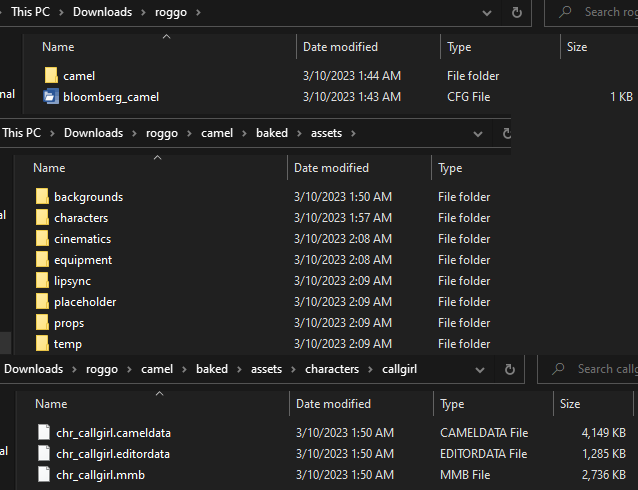 This PC > Downloads > roggo > Search rog
Name Date modified Type Size
camel 3/10/2023 1:44 AM File folder
nal bloomberg_camel 3/10/2023 1:43 AM CFG File 1 KB
This PC > Downloads > roggo > camel > baked > assets >
Name Date modified Type
backgrounds 3/10/2023 1:50 AM File folder
al characters 3/10/2023 1:57 AM File folder
cinematics 3/10/2023 2:08 AM File folder
equipment 3/10/2023 2:08 AM File folder
lipsync 3/10/2023 2:09 AM File folder
placeholder 3/10/2023 2:09 AM File folder
props 3/10/2023 2:09 AM File folder
temp 3/10/2023 2:09 AM File folder
Downloads > roggo > camel > baked > assets > characters > callgirl Search callg
Name Date modified Type Size
chr_callgirl.cameldata 3/10/2023 1:50 AM CAMELDATA File 4,149 KB
al chr_callgirl.editordata 3/10/2023 1:50 AM EDITORDATA File 1,285 KB
chr_callgirl.mmb 3/10/2023 1:50 AM MMB File 2,736 KB